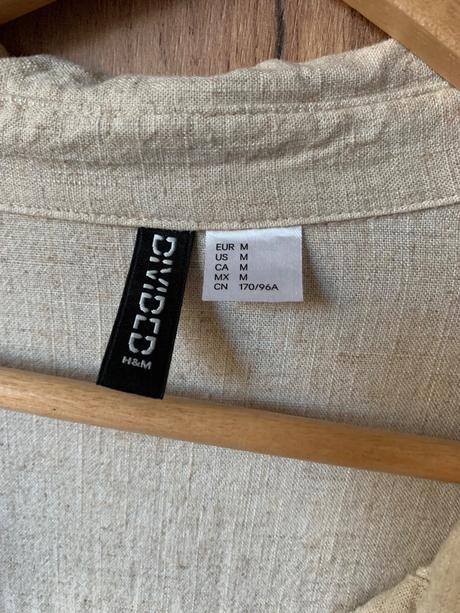 DIVIDED
H&M
EUR M
US M
CA M
MX M
CN 170/96A